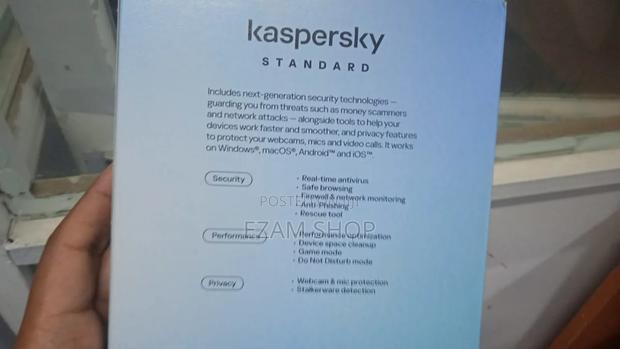 kaspersky
STANDARD
Includes next-generation security technologies —
guarding you from threats such as money scammers
and network attacks — alongside tools to help your
devices work faster and smoother, and privacy features
to protect your webcams, mics and video calls. It works
on Windows®, macOS®, Android™ and iOS™
Security
• Real-time antivirus
• Safe browsing
• Firewall & network monitoring
• Anti-Phishing
• Rescue tool
Performance
• Performance optimization
• Device space cleanup
• Game mode
• Do Not Disturb mode
Privacy
• Webcam & mic protection
• Stalkerware detection
EZAM SHOP